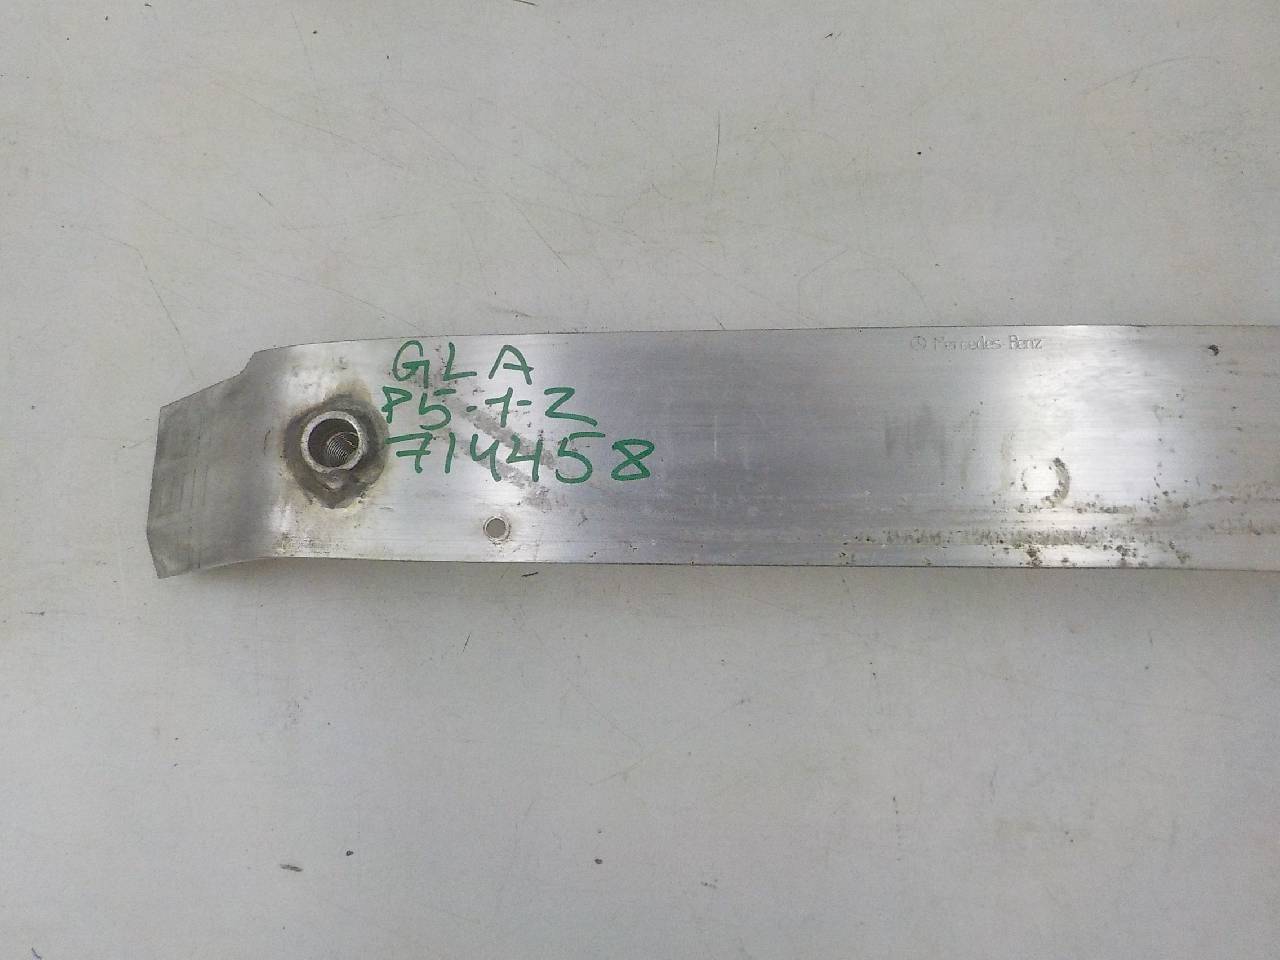 GLA
P5-1-2
714458
Mercedes Benz